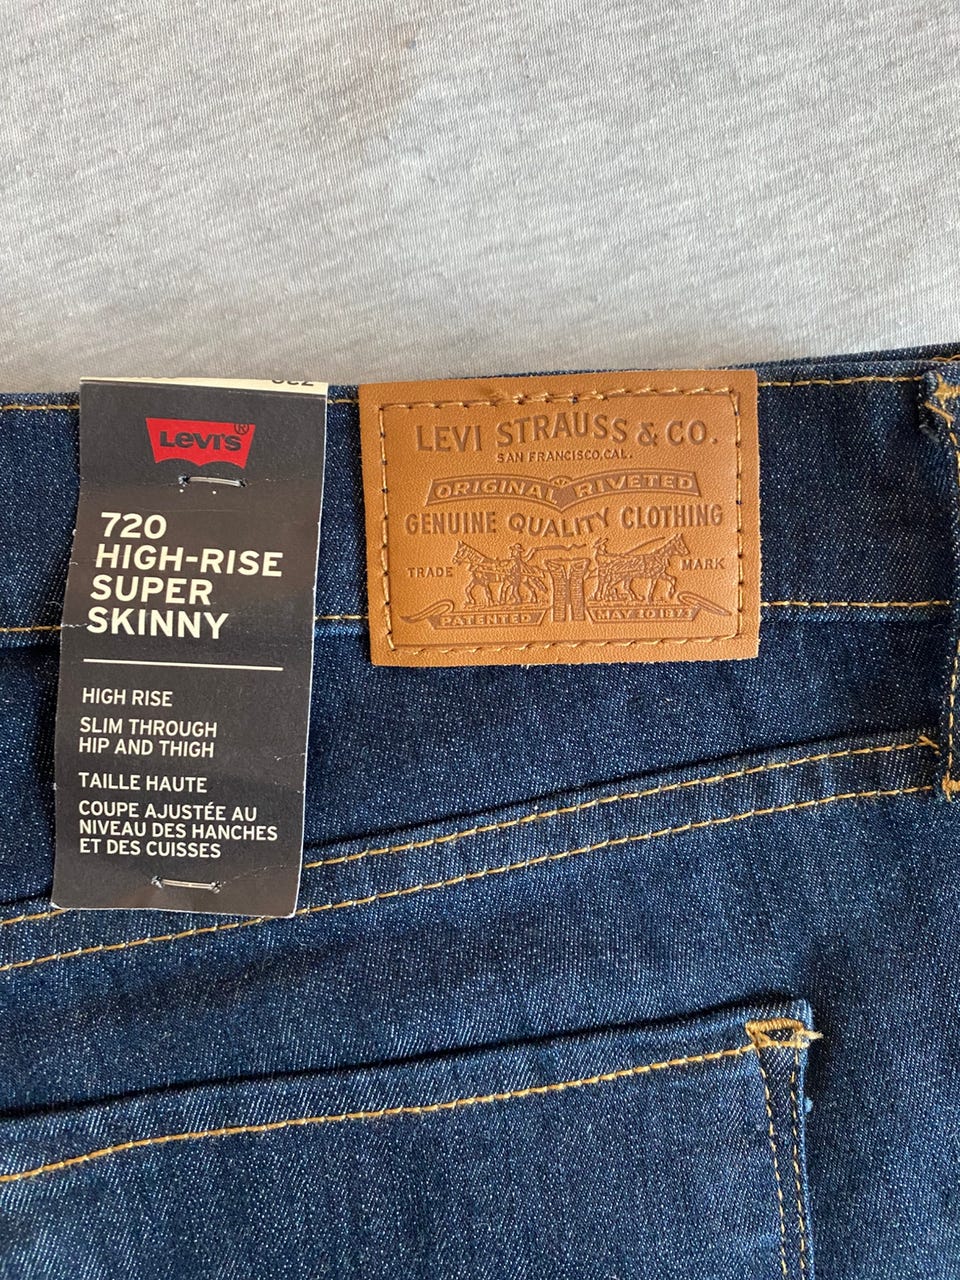 Levi's®
720
HIGH-RISE
SUPER
SKINNY
HIGH RISE
SLIM THROUGH
HIP AND THIGH
TAILLE HAUTE
COUPE AJUSTÉE AU
NIVEAU DES HANCHES
ET DES CUISSES
LEVI STRAUSS & CO.
SAN FRANCISCO, CAL.
ORIGINAL RIVETED
GENUINE QUALITY CLOTHING
TRADE MARK
PATENTED MAY 20 1873